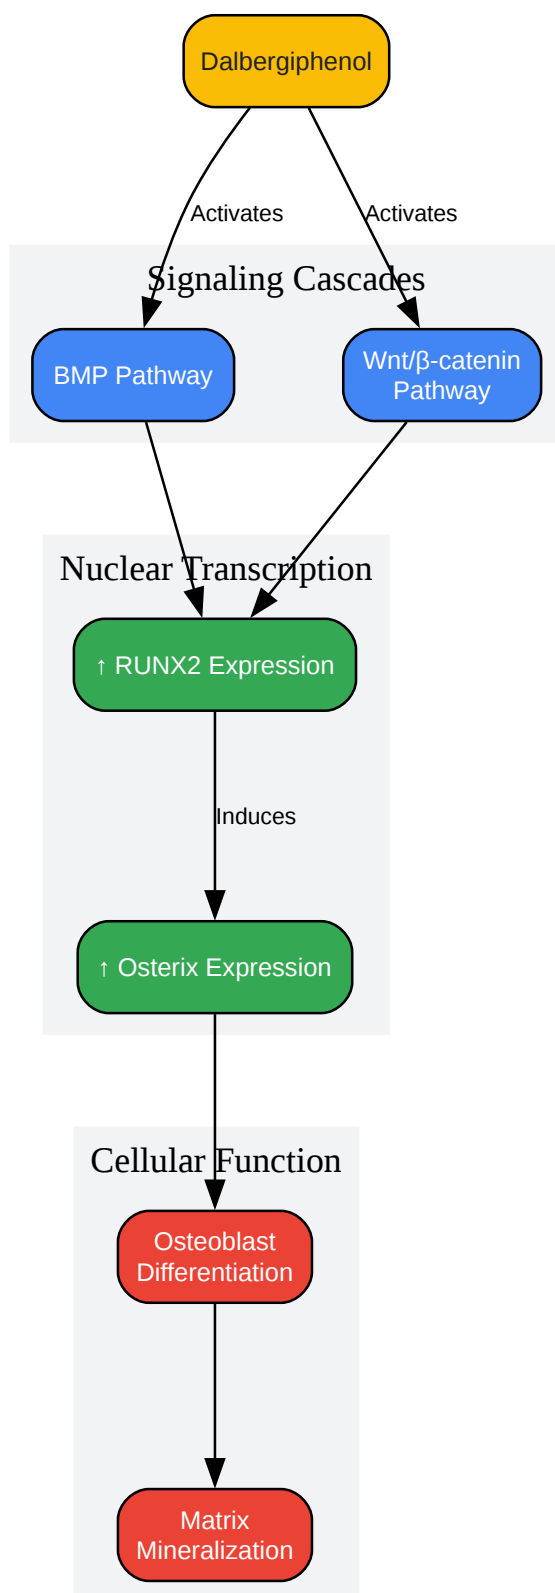 Dalbergiphenol
Activates
Activates
Signaling Cascades
BMP Pathway
Wnt/β-catenin
Pathway
Nuclear Transcription
↑ RUNX2 Expression
Induces
↑ Osterix Expression
Cellular Function
Osteoblast
Differentiation
Matrix
Mineralization